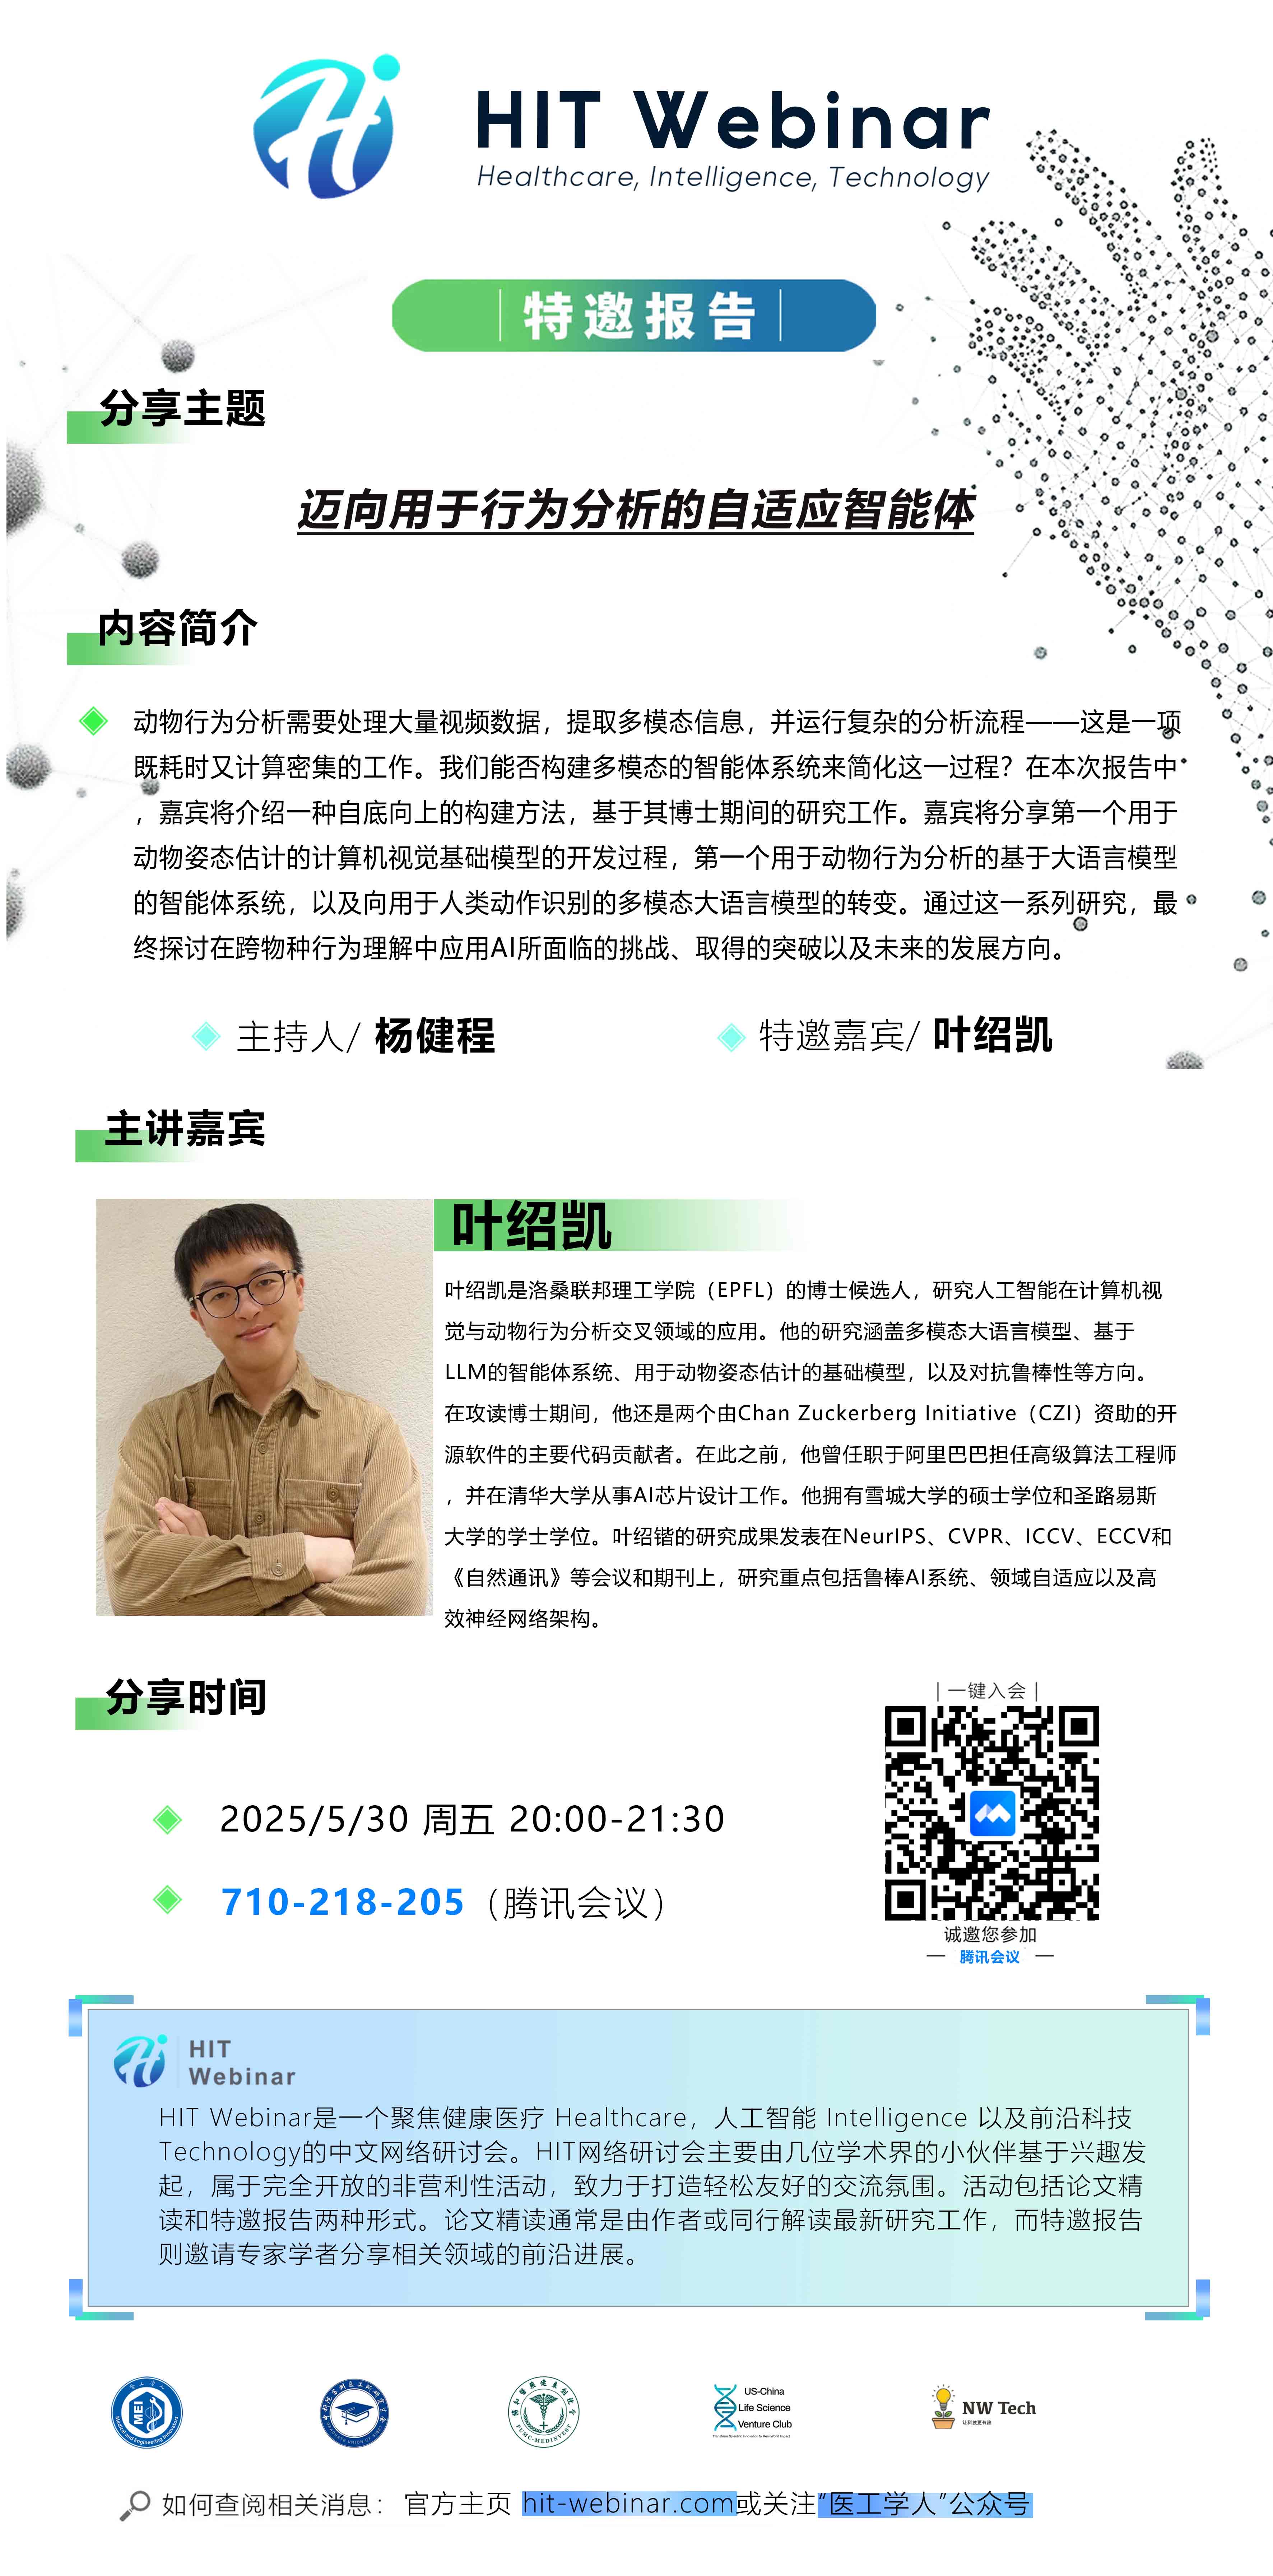 HIT Webinar
Healthcare, Intelligence, Technology
特邀报告
分享主题
迈向用于行为分析的自适应智能体
内容简介
动物行为分析需要处理大量视频数据，提取多模态信息，并运行复杂的分析流程——这是一项
既耗时又计算密集的工作。我们能否构建多模态的智能体系统来简化这一过程？在本次报告中
，嘉宾将介绍一种自底向上的构建方法，基于其博士期间的研究工作。嘉宾将分享第一个用于
动物姿态估计的计算机视觉基础模型的开发过程，第一个用于动物行为分析的基于大语言模型
的智能体系统，以及向用于人类动作识别的多模态大语言模型的转变。通过这一系列研究，最
终探讨在跨物种行为理解中应用AI所面临的挑战、取得的突破以及未来的发展方向。
主持人/ 杨健程
特邀嘉宾/ 叶绍凯
主讲嘉宾
叶绍凯
叶绍凯是洛桑联邦理工学院（EPFL）的博士候选人，研究人工智能在计算机视
觉与动物行为分析交叉领域的应用。他的研究涵盖多模态大语言模型、基于
LLM的智能体系统、用于动物姿态估计的基础模型，以及对抗鲁棒性等方向。
在攻读博士期间，他还是两个由Chan Zuckerberg Initiative（CZI）资助的开
源软件的主要代码贡献者。在此之前，他曾任职于阿里巴巴担任高级算法工程师
，并在清华大学从事AI芯片设计工作。他拥有雪城大学的硕士学位和圣路易斯
大学的学士学位。叶绍锴的研究成果发表在NeurIPS、CVPR、ICCV、ECCV和
《自然通讯》等会议和期刊上，研究重点包括鲁棒AI系统、领域自适应以及高
效神经网络架构。
分享时间
2025/5/30 周五 20:00-21:30
710-218-205（腾讯会议）
| 一键入会 |
诚邀您参加
腾讯会议
HIT
Webinar
HIT Webinar是一个聚焦健康医疗 Healthcare，人工智能 Intelligence 以及前沿科技
Technology的中文网络研讨会。HIT网络研讨会主要由几位学术界的小伙伴基于兴趣发
起，属于完全开放的非营利性活动，致力于打造轻松友好的交流氛围。活动包括论文精
读和特邀报告两种形式。论文精读通常是由作者或同行解读最新研究工作，而特邀报告
则邀请专家学者分享相关领域的前沿进展。
MEI
Medical and Engineering Innovators
PUMC-MEDINVEST
US-China
Life Science
Venture Club
NW Tech
让科技更有趣
如何查阅相关消息： 官方主页 hit-webinar.com或关注“医工学人”公众号